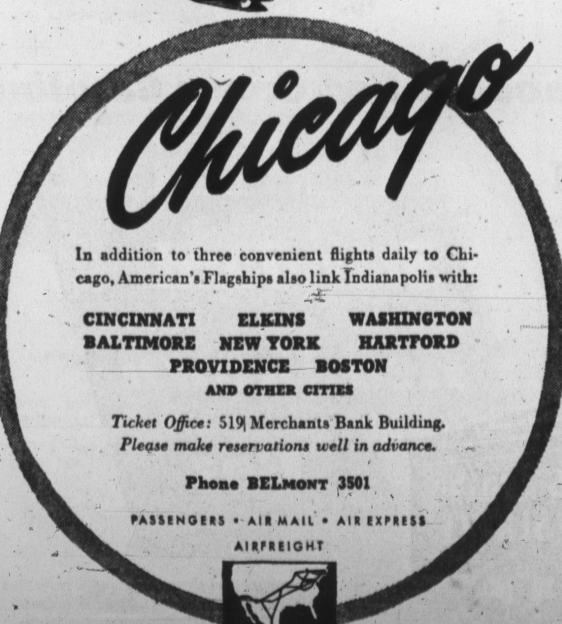 Chicago
In addition to three convenient flights daily to Chi-
cago, American's Flagships also link Indianapolis with:
CINCINNATI ELKINS WASHINGTON
BALTIMORE NEW YORK HARTFORD
PROVIDENCE BOSTON
AND OTHER CITIES
Ticket Office: 519 Merchants Bank Building.
Please make reservations well in advance.
Phone BELMONT 3501
PASSENGERS • AIR MAIL • AIR EXPRESS
AIRFREIGHT